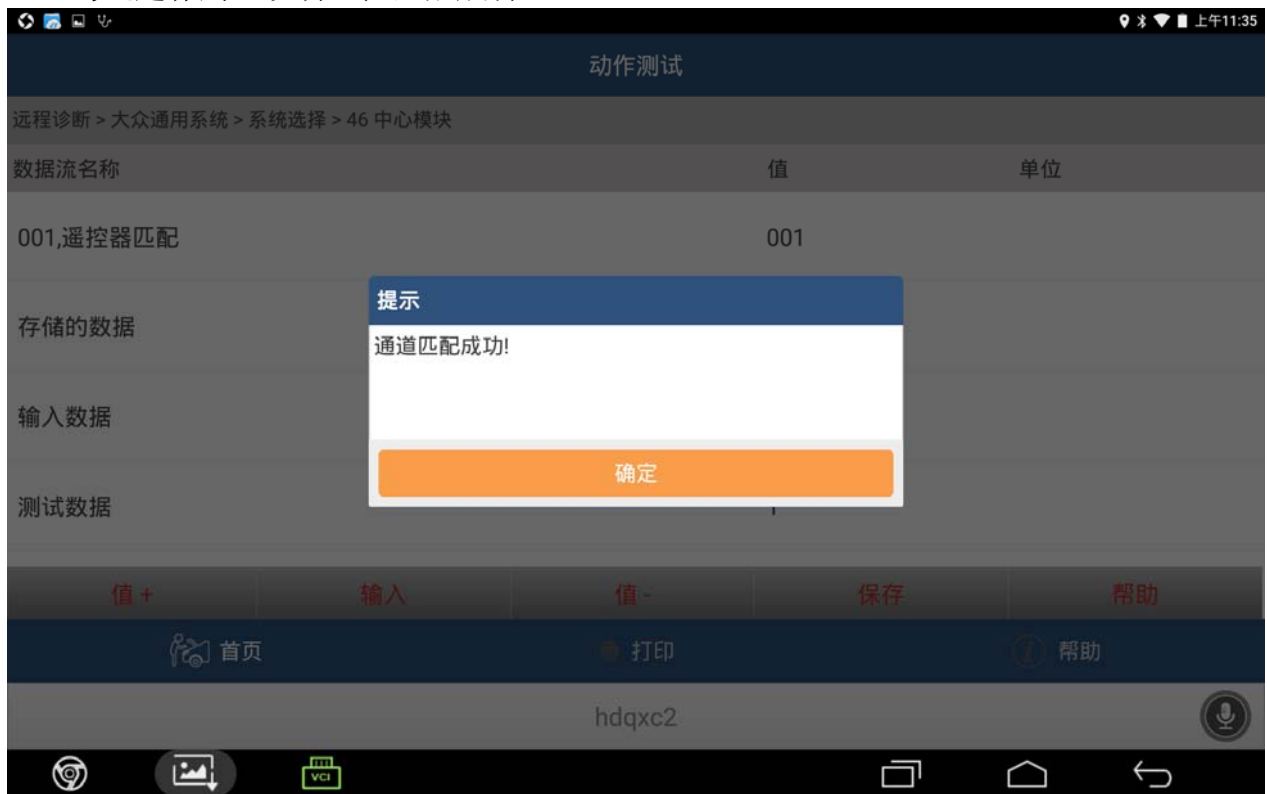 上午11:35
动作测试
远程诊断 > 大众通用系统 > 系统选择 > 46 中心模块
数据流名称 值 单位
001,遥控器匹配 001
提示
存储的数据
通道匹配成功!
输入数据
确定
测试数据
值 + 输入 值 - 保存 帮助
首页 打印 帮助
hdqxc2
VCI